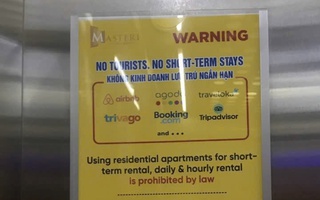 MASTERI
WARNING
NO TOURISTS. NO SHORT-TERM STAYS
KHÔNG KINH DOANH LƯU TRÚ NGẮN HẠN
airbnb agoda traveloka
trivago Booking.com Tripadvisor
and ...
Using residential apartments for short-
term rental, daily & hourly rental
is prohibited by law